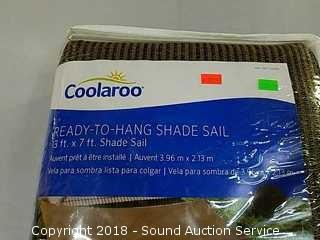 Coolaroo
READY-TO-HANG SHADE SAIL
3 ft. x 7 ft. Shade Sail
Auvent prêt à être installé | Auvent 3.96 m x 2.13 m
Vela para sombra lista para colgar | Vela para sombra de
Copyright 2018 - Sound Auction Service